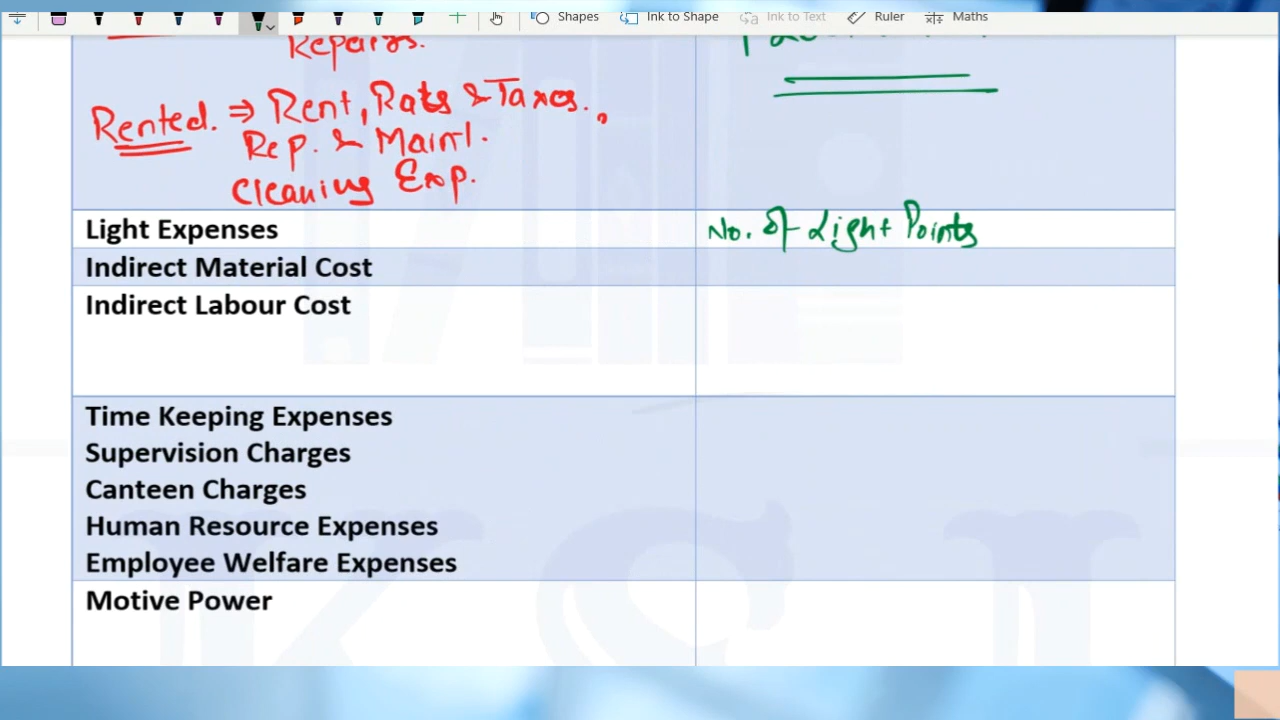 Shapes Ink to Shape Ink to Text Ruler Maths
Repairs.
Rented. ⇒ Rent, Rats & Taxes.,
Rep. & Maint.
Cleaning Exp.
Light Expenses No. of Light Points
Indirect Material Cost
Indirect Labour Cost
Time Keeping Expenses
Supervision Charges
Canteen Charges
Human Resource Expenses
Employee Welfare Expenses
Motive Power